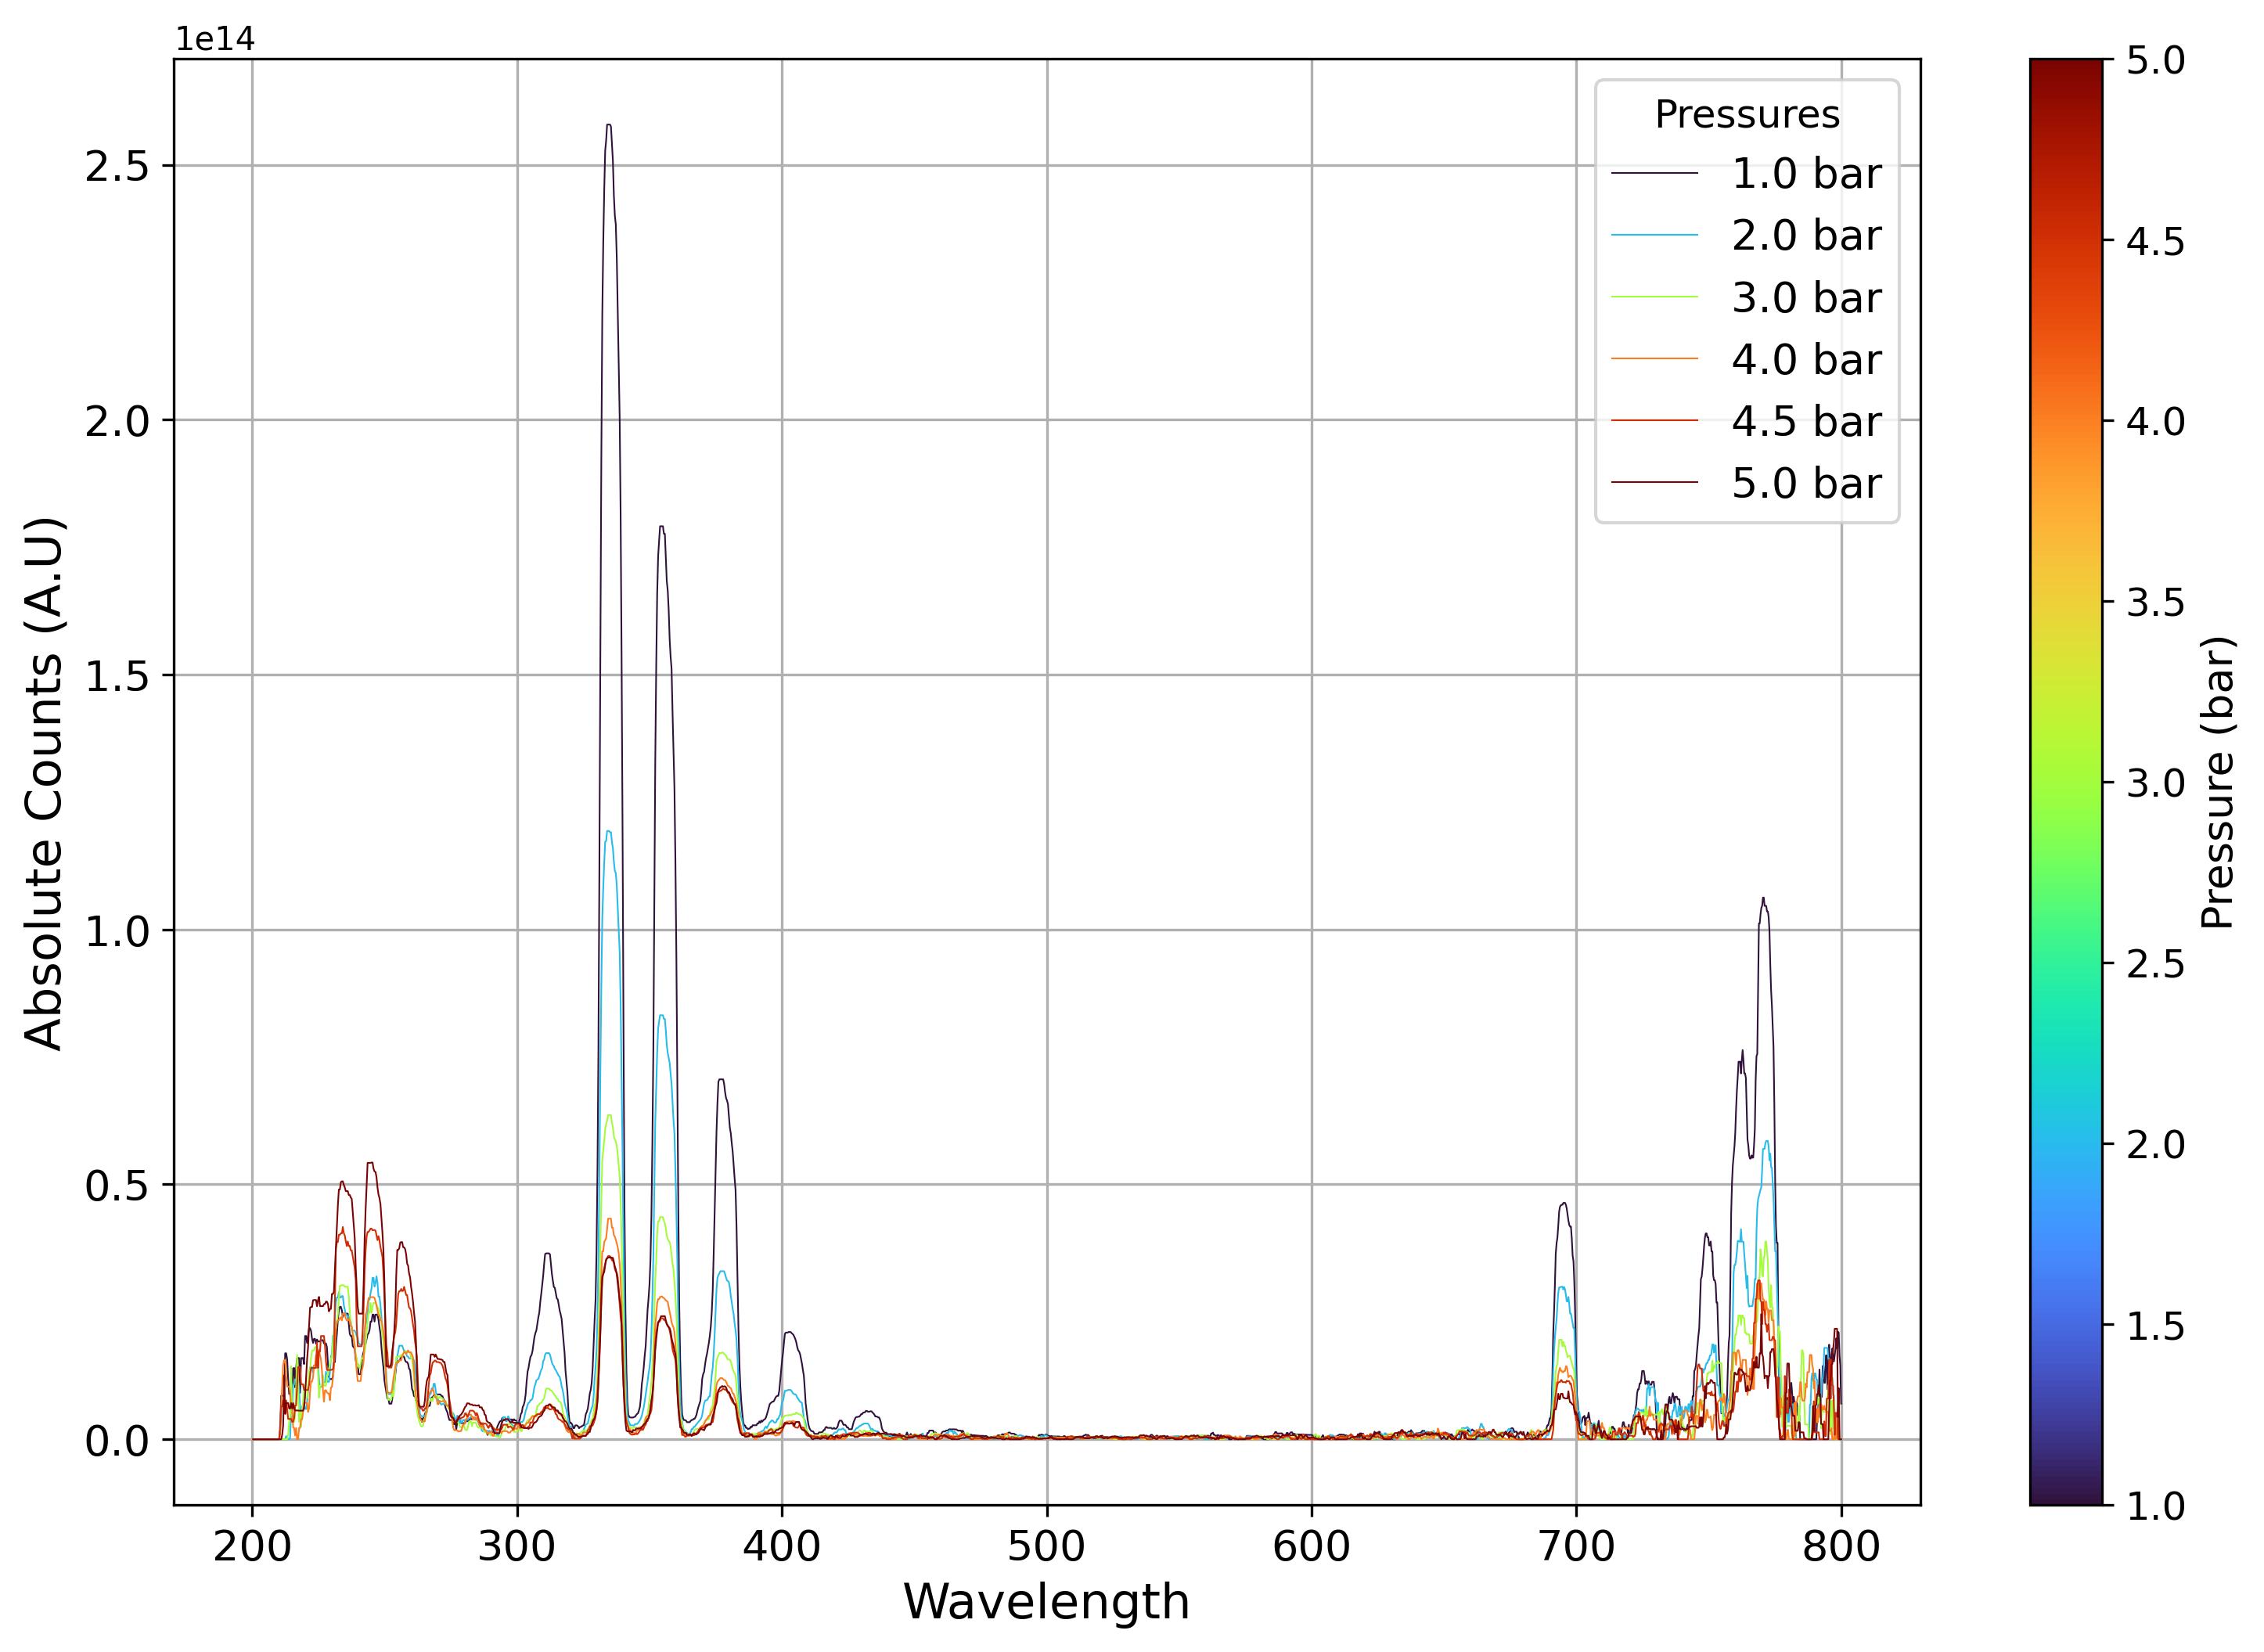 1e14
2.5
2.0
1.5
1.0
0.5
0.0
Absolute Counts (A.U)
200 300 400 500 600 700 800
Wavelength
Pressures
1.0 bar
2.0 bar
3.0 bar
4.0 bar
4.5 bar
5.0 bar
5.0
4.5
4.0
3.5
3.0
2.5
2.0
1.5
1.0
Pressure (bar)